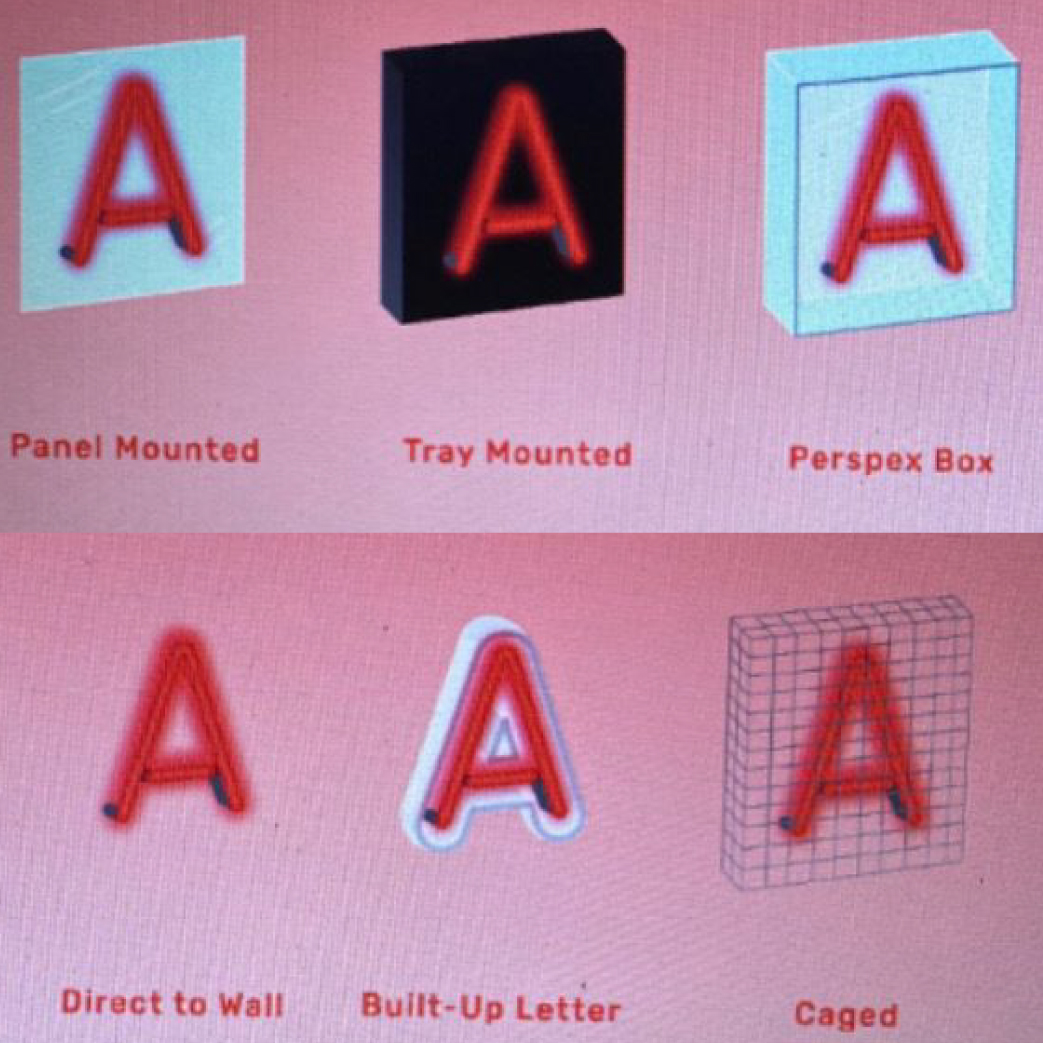 A
A
A
Panel Mounted
Tray Mounted
Perspex Box
A
A
A
Direct to Wall
Built-Up Letter
Caged